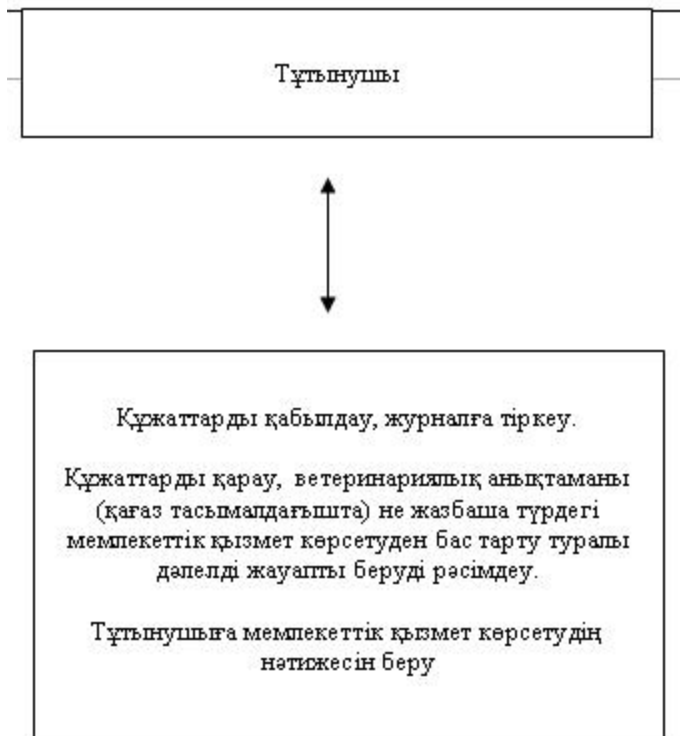 Тұтынушы
Құжаттарды қабылдау, журналға тіркеу.
Құжаттарды қарау, ветеринариялық анықтаманы
(қағаз тасымалдағышта) не жазбаша түрдегі
мемлекеттік қызмет көрсетуден бас тарту туралы
дәлелді жауапты беруді рәсімдеу.
Тұтынушыға мемлекеттік қызмет көрсетудің
нәтижесін беру